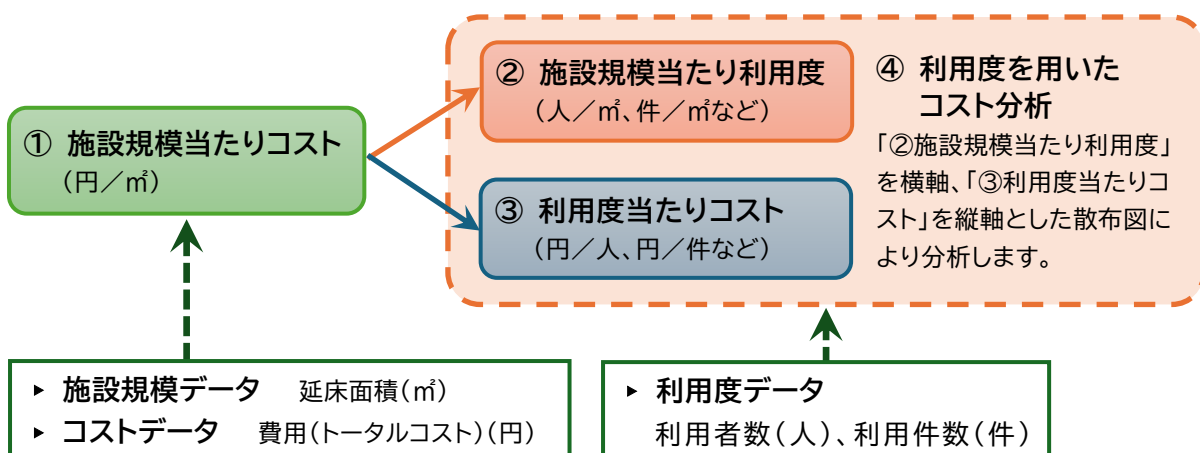 ① 施設規模当たりコスト
(円／㎡)
② 施設規模当たり利用度
(人／㎡、件／㎡など)
③ 利用度当たりコスト
(円／人、円／件など)
④ 利用度を用いた
コスト分析
「②施設規模当たり利用度」
を横軸、「③利用度当たりコ
スト」を縦軸とした散布図に
より分析します。
▶ 施設規模データ 延床面積(㎡)
▶ コストデータ 費用(トータルコスト)(円)
▶ 利用度データ
利用者数(人)、利用件数(件)